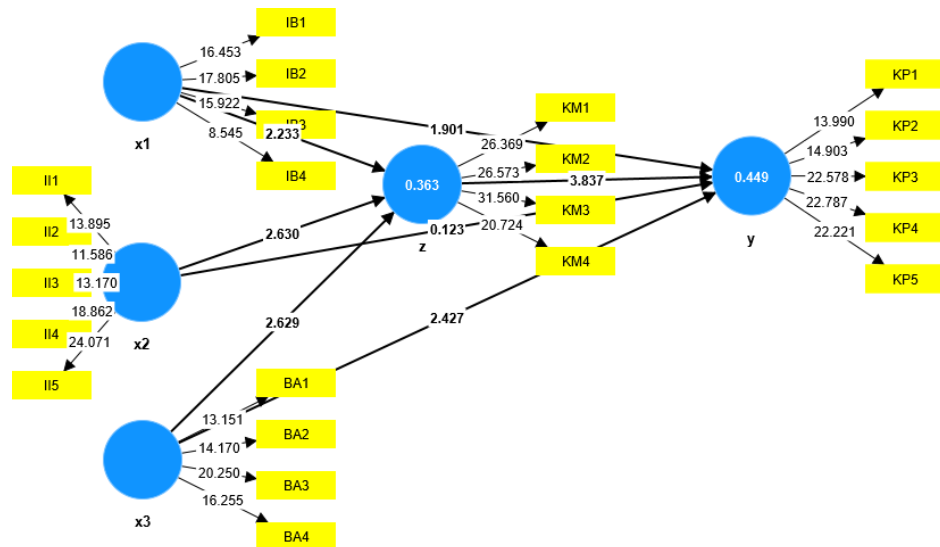 IB1
16.453
IB2
17.805
15.922
IB3
2.233
8.545
IB4
x1
1.901
KM1
26.369
KM2
26.573
3.837
31.560
KM3
20.724
KM4
0.363
z
0.123
KP1
13.990
KP2
14.903
KP3
22.578
22.787
KP4
22.221
KP5
0.449
y
II1
13.895
II2
11.586
II3
13.170
18.862
II4
24.071
II5
x2
2.630
2.629
2.427
BA1
13.151
BA2
14.170
BA3
20.250
16.255
BA4
x3